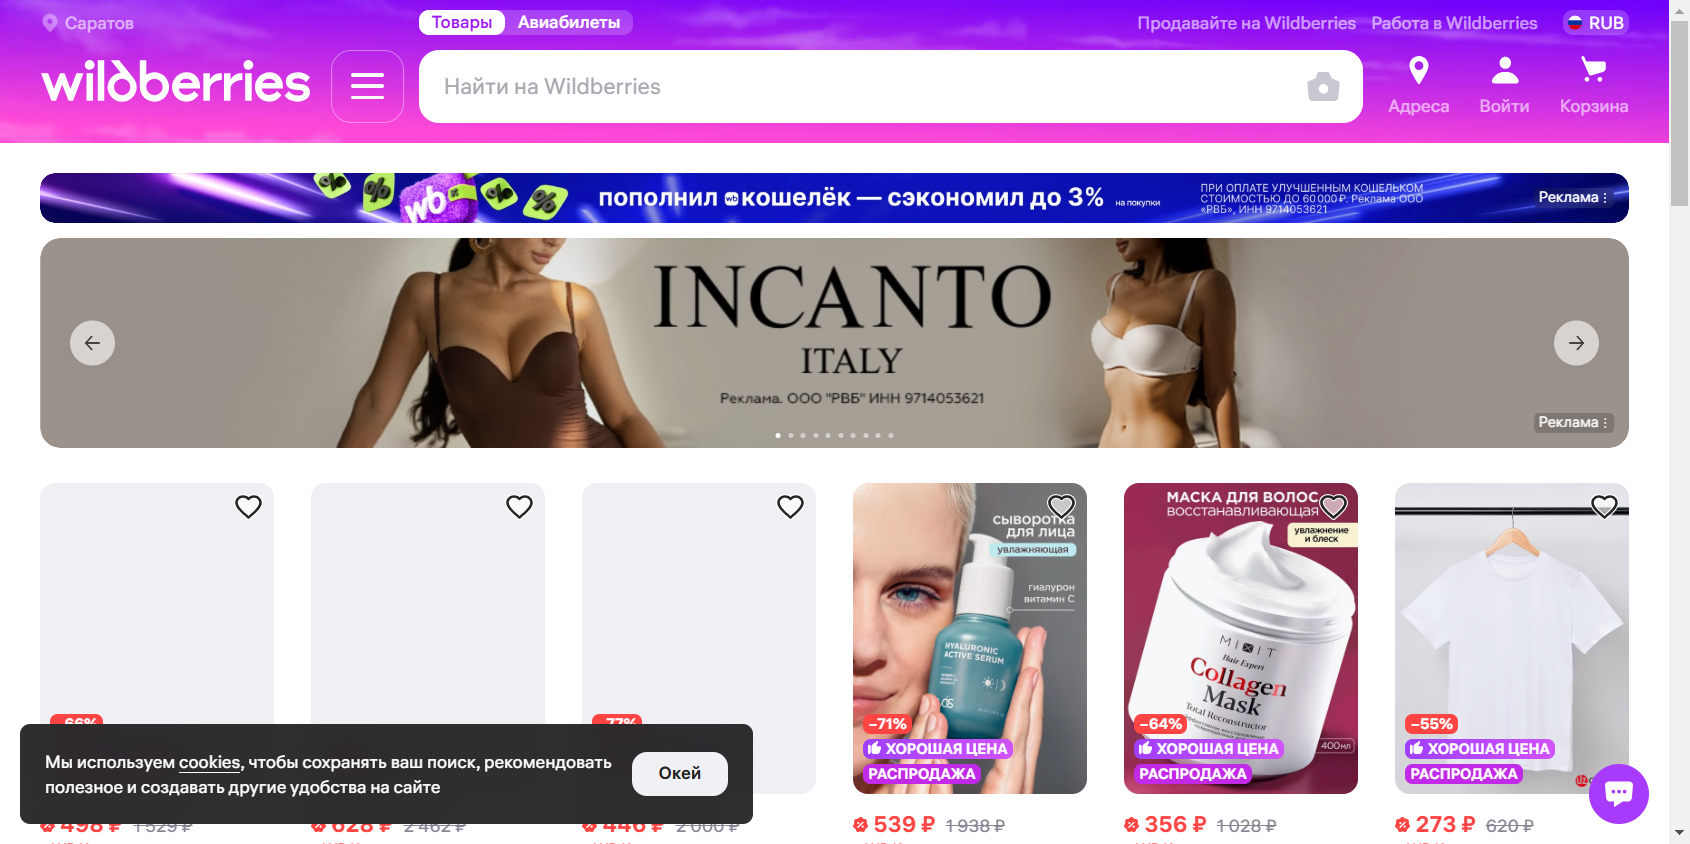 Саратов
Товары Авиабилеты
Продавайте на Wildberries Работа в Wildberries RUB
wildberries
Найти на Wildberries
Адреса Войти Корзина
wb
пополнил wb кошелёк — сэкономил до 3% на покупки
ПРИ ОПЛАТЕ УЛУЧШЕННЫМ КОШЕЛЬКОМ
СТОИМОСТЬЮ ДО 60 000 ₽. Реклама ООО
«РВБ», ИНН 9714053621
Реклама
INCANTO
ITALY
Реклама. ООО "РВБ" ИНН 9714053621
Реклама
сыворотка
для лица
увлажняющая
гиалурон
витамин С
HYALURONIC
ACTIVE SERUM
–71%
ХОРОШАЯ ЦЕНА
РАСПРОДАЖА
МАСКА ДЛЯ ВОЛОС
восстанавливающая
увлажнение
и блеск
MIXIT
Hair Expert
Collagen
Mask
Total Reconstructor
400мл
–64%
ХОРОШАЯ ЦЕНА
РАСПРОДАЖА
–55%
ХОРОШАЯ ЦЕНА
РАСПРОДАЖА
–66%
–77%
Мы используем cookies, чтобы сохранять ваш поиск, рекомендовать
полезное и создавать другие удобства на сайте
Окей
498 ₽ 1 529 ₽
628 ₽ 2 462 ₽
446 ₽ 2 000 ₽
539 ₽ 1 938 ₽
356 ₽ 1 028 ₽
273 ₽ 620 ₽